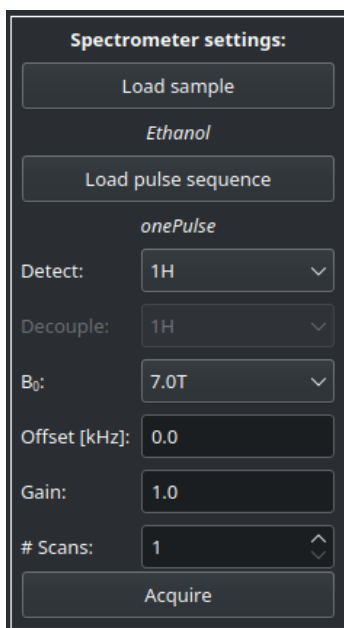 Spectrometer settings:
Load sample
Ethanol
Load pulse sequence
onePulse
Detect: 1H
Decouple: 1H
B₀: 7.0T
Offset [kHz]: 0.0
Gain: 1.0
# Scans: 1
Acquire